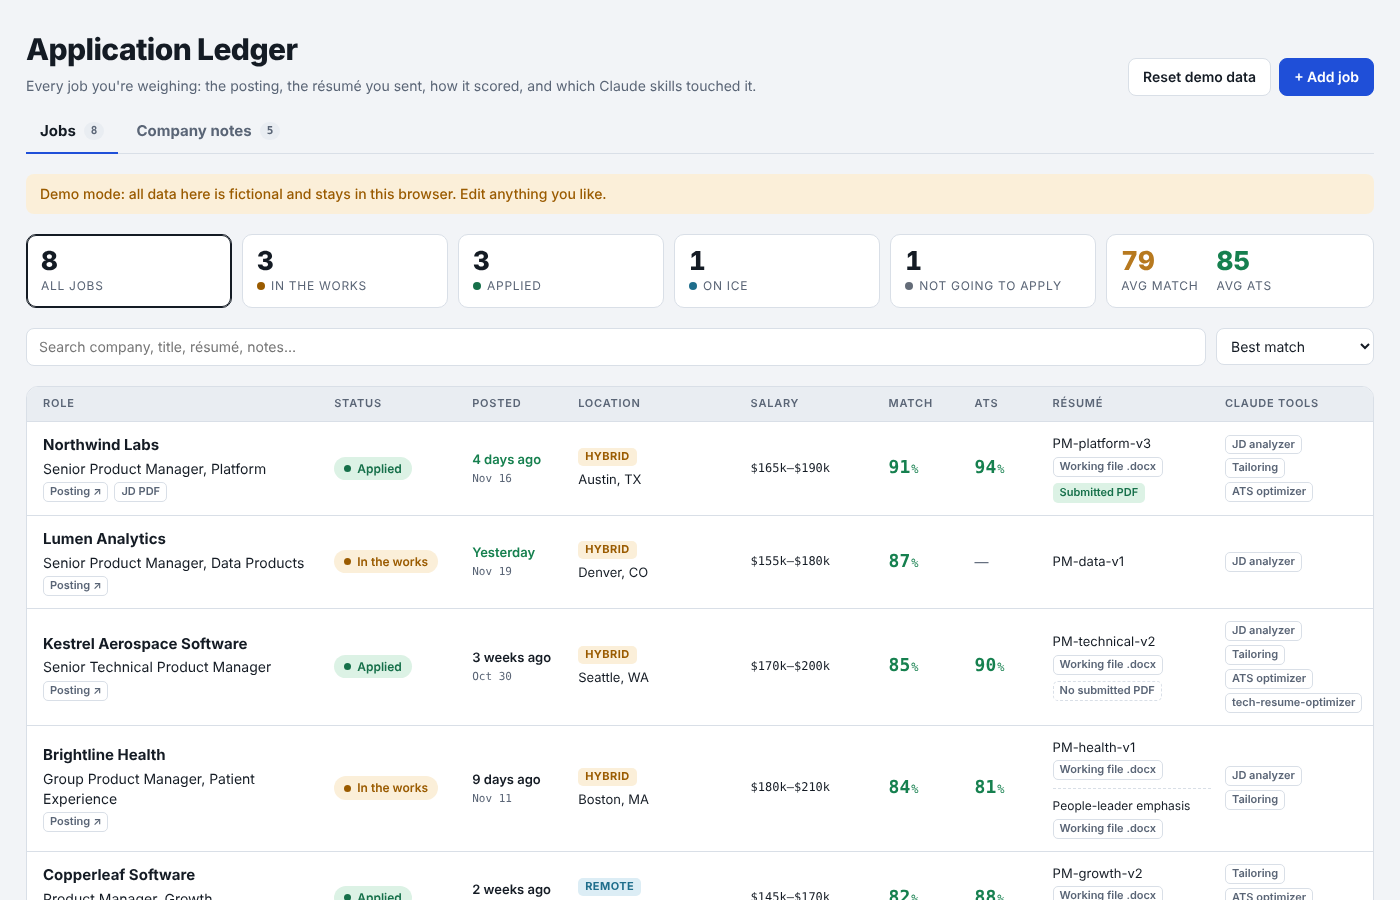 Application Ledger
Every job you're weighing: the posting, the résumé you sent, how it scored, and which Claude skills touched it.
Reset demo data
+ Add job
Jobs 8
Company notes 5
Demo mode: all data here is fictional and stays in this browser. Edit anything you like.
8
ALL JOBS
3
IN THE WORKS
3
APPLIED
1
ON ICE
1
NOT GOING TO APPLY
79
AVG MATCH
85
AVG ATS
Search company, title, résumé, notes...
Best match
ROLE STATUS POSTED LOCATION SALARY MATCH ATS RÉSUMÉ CLAUDE TOOLS
Northwind Labs
Senior Product Manager, Platform
Posting ↗ JD PDF
Applied
4 days ago
Nov 16
HYBRID
Austin, TX
$165k–$190k
91%
94%
PM-platform-v3
Working file .docx
Submitted PDF
JD analyzer
Tailoring
ATS optimizer
Lumen Analytics
Senior Product Manager, Data Products
Posting ↗
In the works
Yesterday
Nov 19
HYBRID
Denver, CO
$155k–$180k
87%
—
PM-data-v1
JD analyzer
Kestrel Aerospace Software
Senior Technical Product Manager
Posting ↗
Applied
3 weeks ago
Oct 30
HYBRID
Seattle, WA
$170k–$200k
85%
90%
PM-technical-v2
Working file .docx
No submitted PDF
JD analyzer
Tailoring
ATS optimizer
tech-resume-optimizer
Brightline Health
Group Product Manager, Patient
Experience
Posting ↗
In the works
9 days ago
Nov 11
HYBRID
Boston, MA
$180k–$210k
84%
81%
PM-health-v1
Working file .docx
People-leader emphasis
Working file .docx
JD analyzer
Tailoring
Copperleaf Software
Product Manager, Growth
Applied
2 weeks ago
REMOTE
$145k–$170k
82%
88%
PM-growth-v2
Working file .docx
Tailoring
ATS optimizer